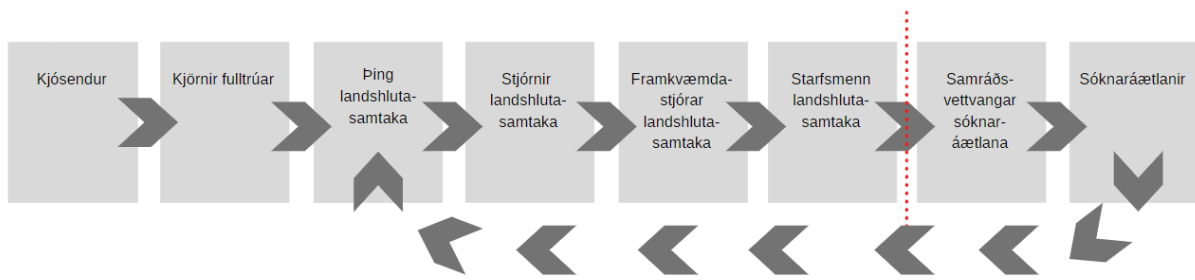 Kjósendur
Kjörnir fulltrúar
Þing
landshluta-
samtaka
Stjórnir
landshluta-
samtaka
Framkvæmda-
stjórar
landshluta-
samtaka
Starfsmenn
landshluta-
samtaka
Samráðs-
vettvangar
sóknar-
áætlana
Sóknaráætlanir